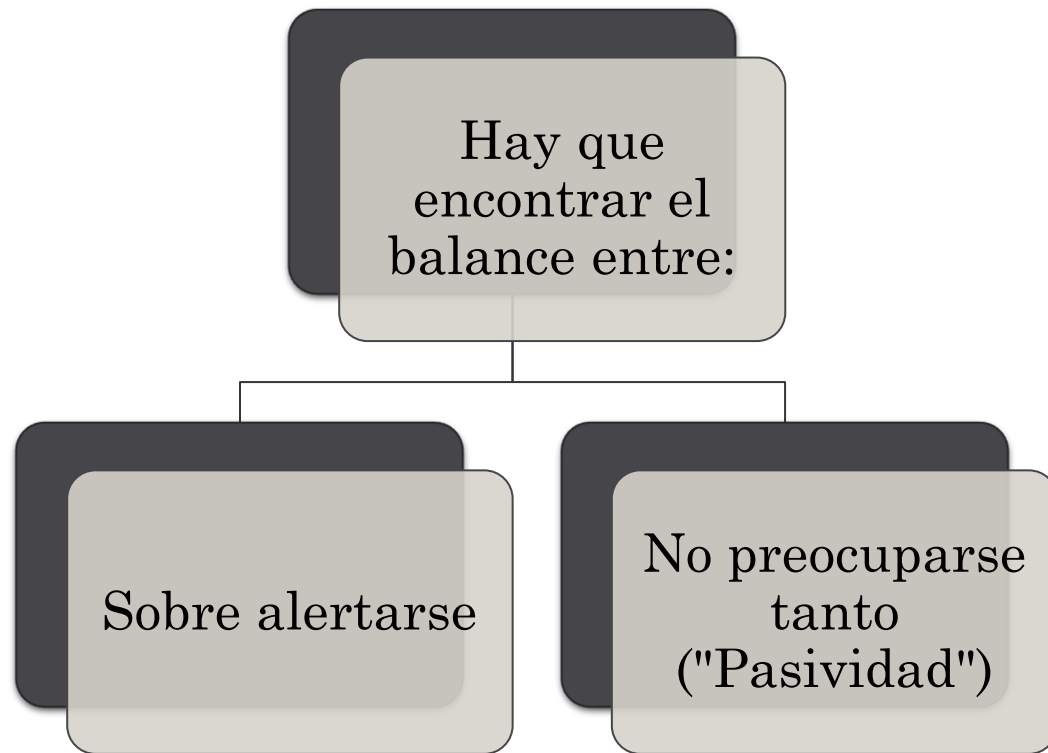 Hay que
encontrar el
balance entre:
Sobre alertarse
No preocuparse
tanto
("Pasividad")